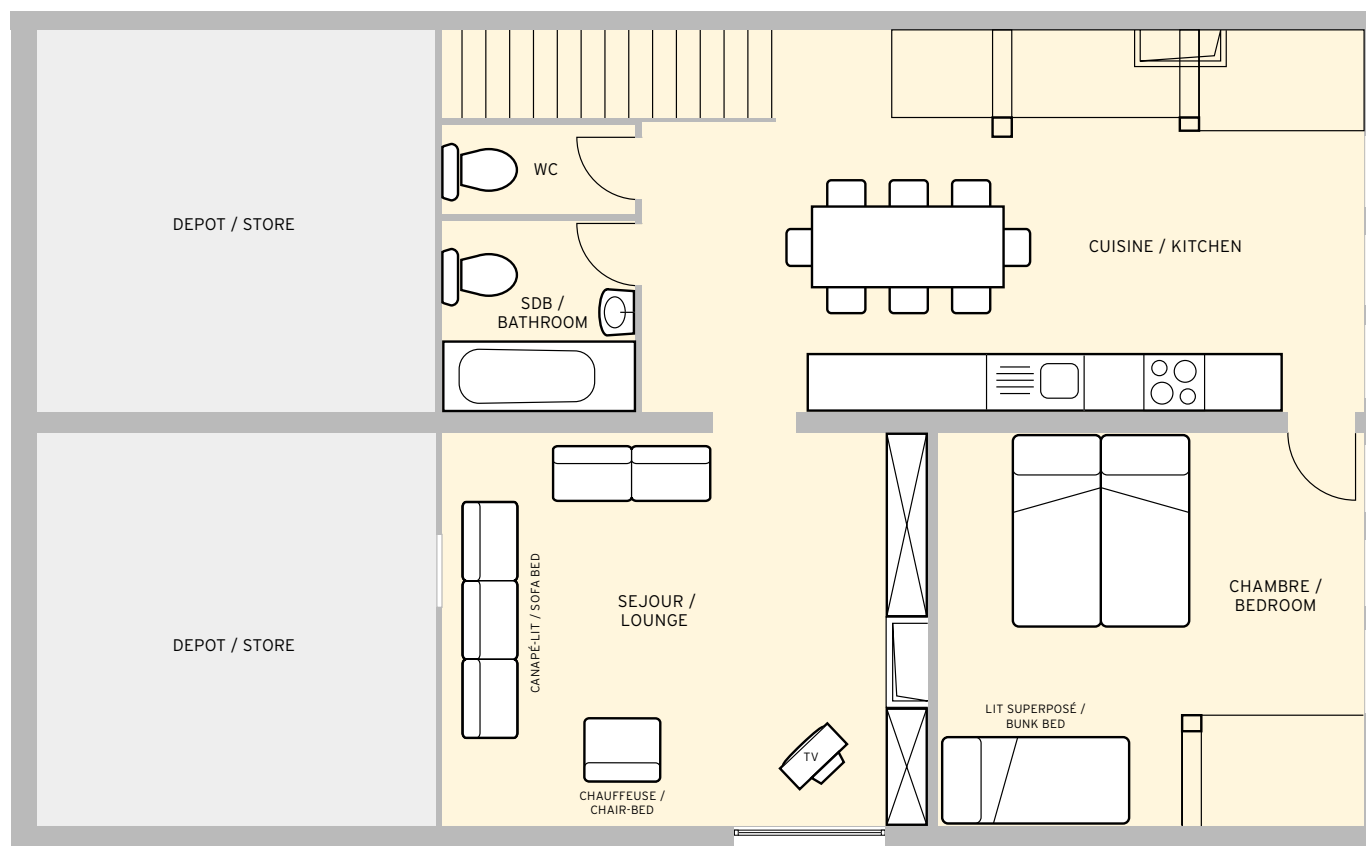 WC
DEPOT / STORE
CUISINE / KITCHEN
SDB /
BATHROOM
CANAPÉ-LIT / SOFA BED
SEJOUR /
LOUNGE
CHAMBRE /
BEDROOM
DEPOT / STORE
LIT SUPERPOSÉ /
BUNK BED
TV
CHAUFFEUSE /
CHAIR-BED